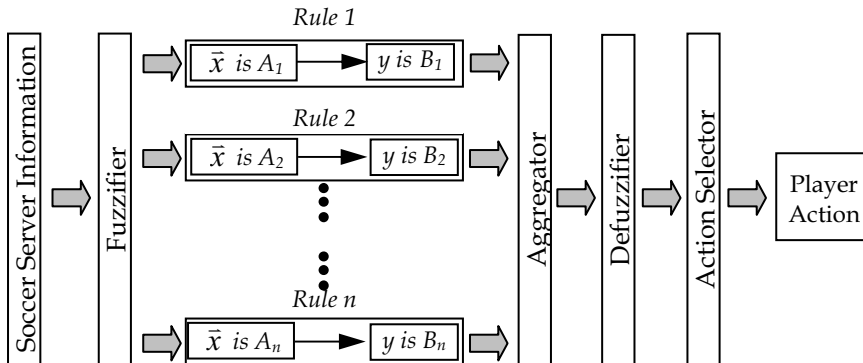 Soccer Server Information
Fuzzifier
Rule 1
x⃗ is A₁
y is B₁
Rule 2
x⃗ is A₂
y is B₂
Rule n
x⃗ is Aₙ
y is Bₙ
Aggregator
Defuzzifier
Action Selector
Player
Action